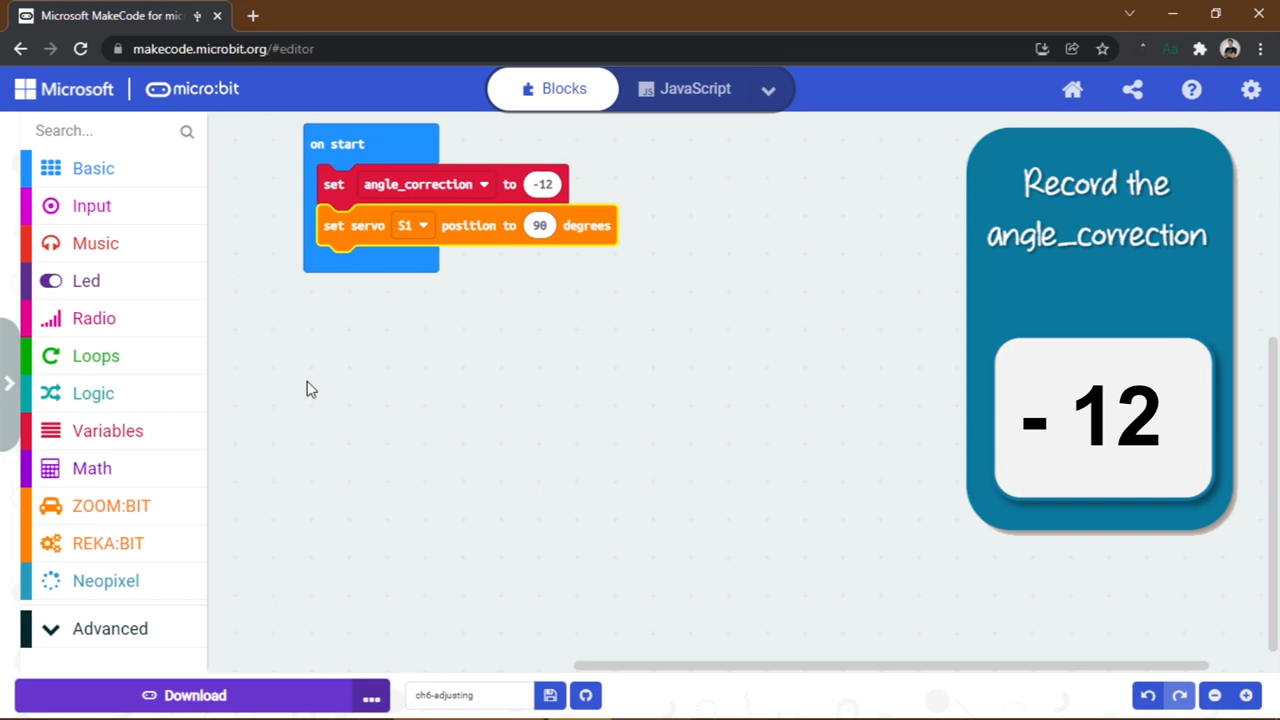 Microsoft MakeCode for mic
makecode.microbit.org/#editor
Aa
Microsoft
micro:bit
Blocks
JS
JavaScript
Search...
Basic
Input
Music
Led
Radio
Loops
Logic
Variables
Math
ZOOM:BIT
REKA:BIT
Neopixel
Advanced
on start
set angle_correction to -12
set servo S1 position to 90 degrees
Record the
angle_correction
- 12
Download
ch6-adjusting